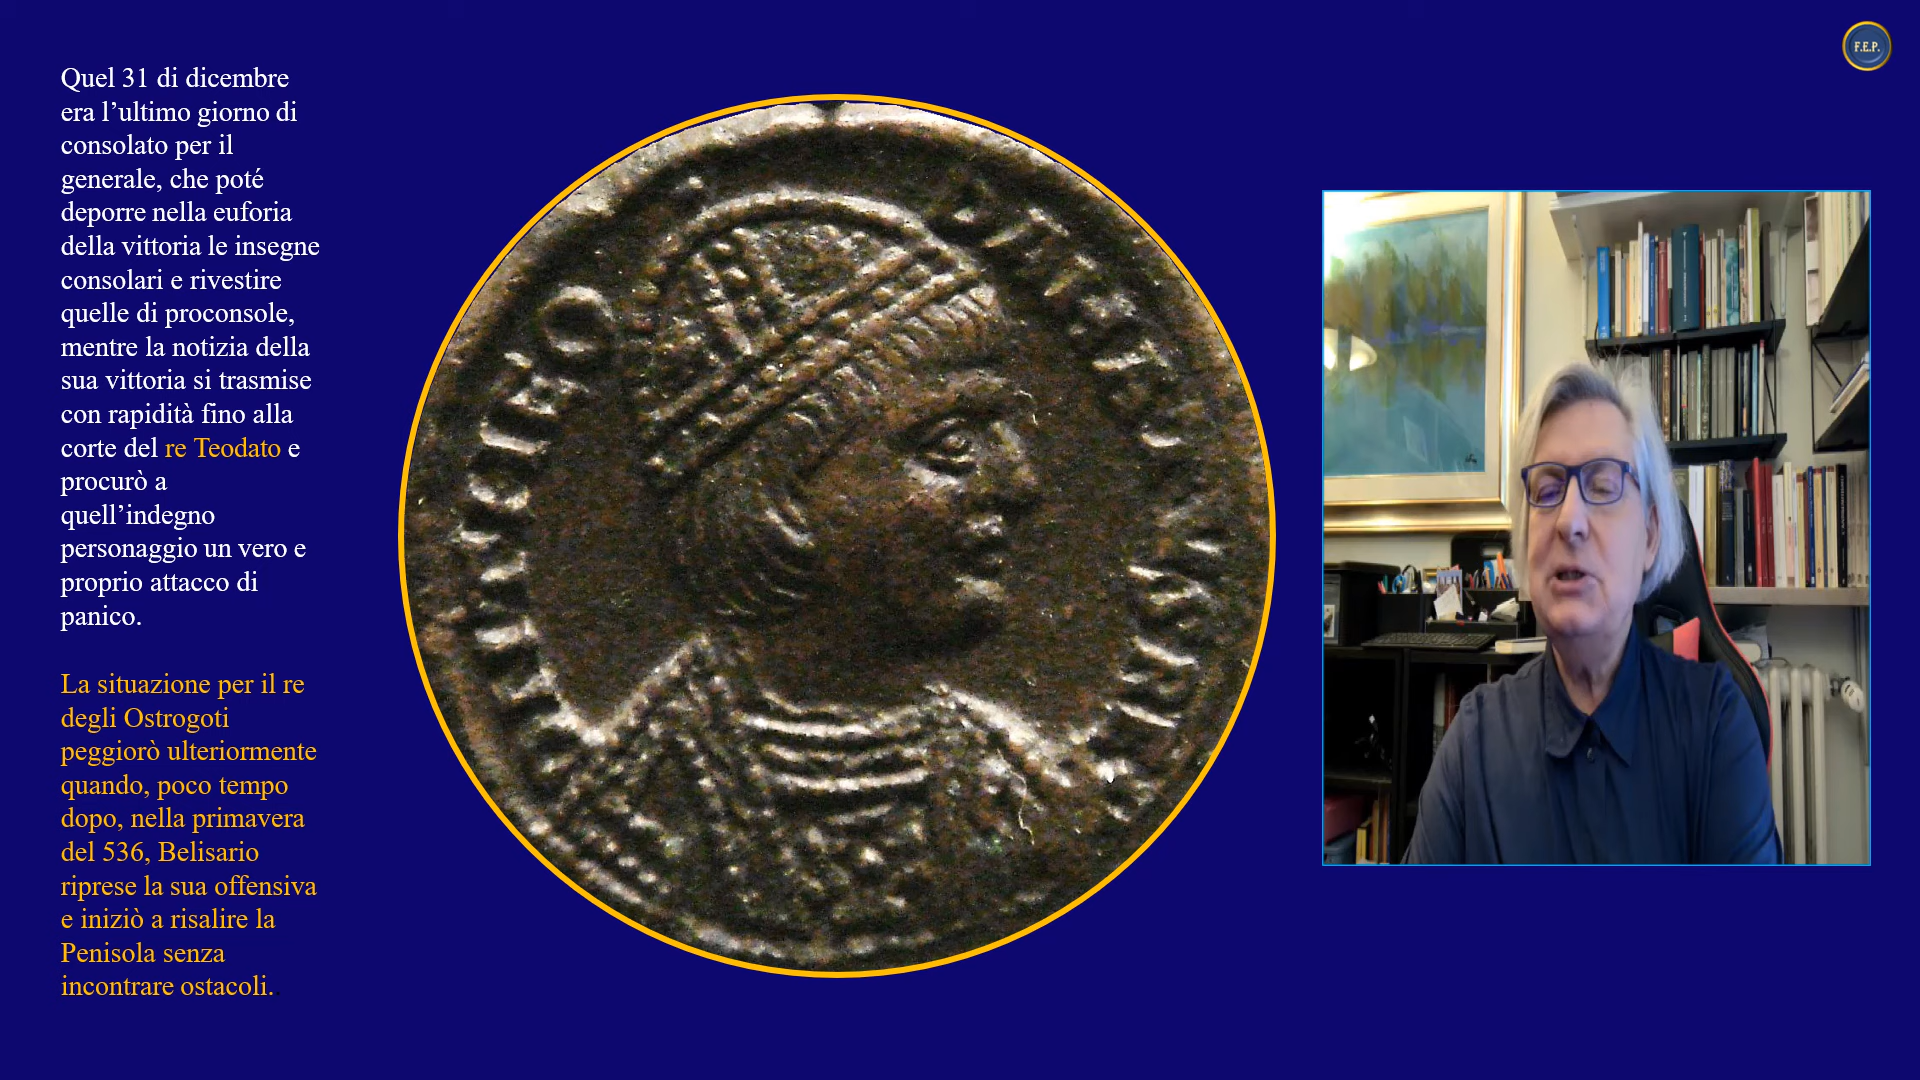 Quel 31 di dicembre
era l’ultimo giorno di
consolato per il
generale, che poté
deporre nella euforia
della vittoria le insegne
consolari e rivestire
quelle di proconsole,
mentre la notizia della
sua vittoria si trasmise
con rapidità fino alla
corte del re Teodato e
procurò a
quell’indegno
personaggio un vero e
proprio attacco di
panico.
La situazione per il re
degli Ostrogoti
peggiorò ulteriormente
quando, poco tempo
dopo, nella primavera
del 536, Belisario
riprese la sua offensiva
e iniziò a risalire la
Penisola senza
incontrare ostacoli.
F.E.P.